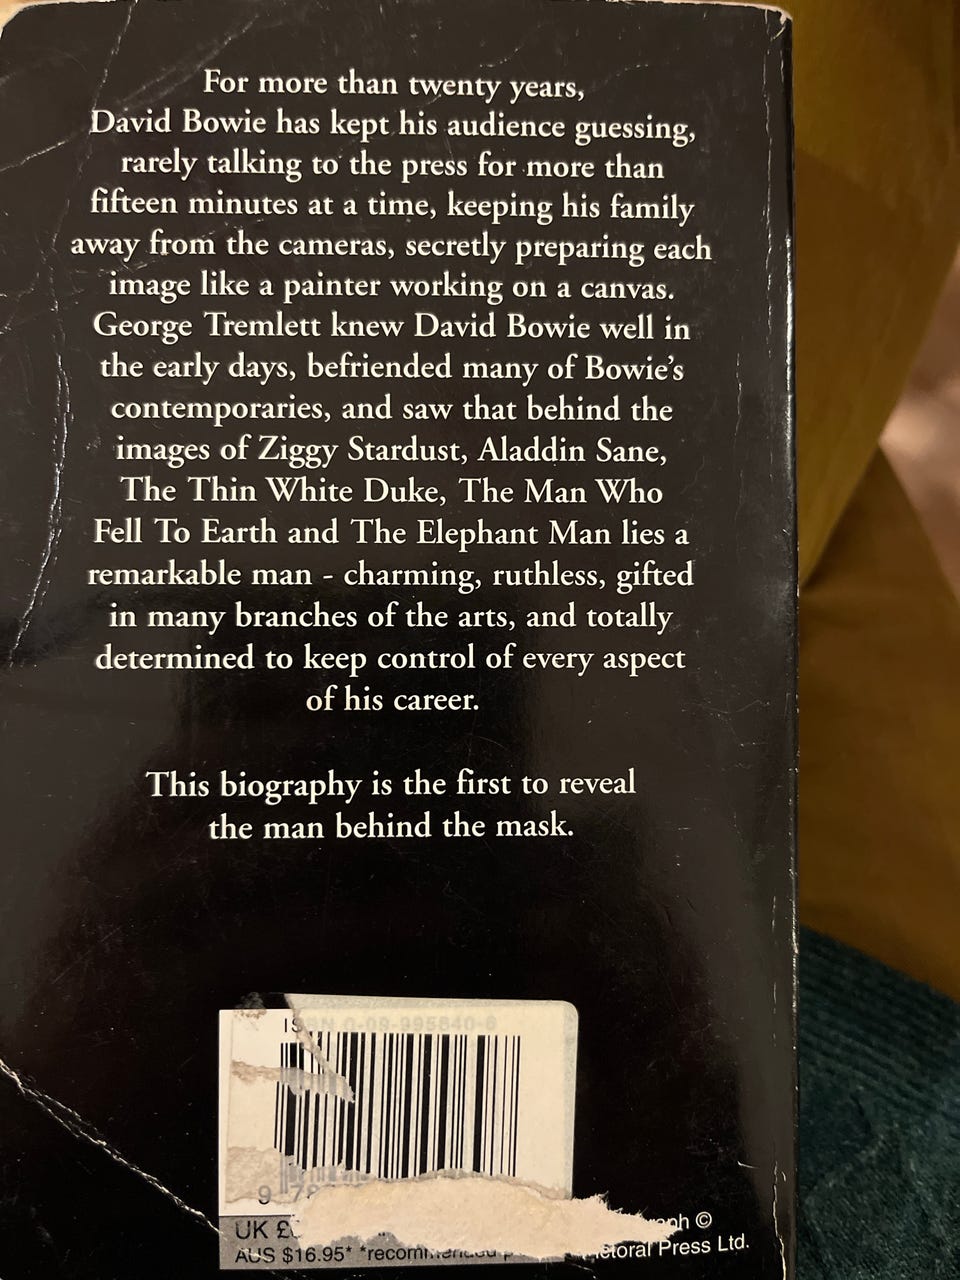 For more than twenty years,
David Bowie has kept his audience guessing,
rarely talking to the press for more than
fifteen minutes at a time, keeping his family
away from the cameras, secretly preparing each
image like a painter working on a canvas.
George Tremlett knew David Bowie well in
the early days, befriended many of Bowie's
contemporaries, and saw that behind the
images of Ziggy Stardust, Aladdin Sane,
The Thin White Duke, The Man Who
Fell To Earth and The Elephant Man lies a
remarkable man - charming, ruthless, gifted
in many branches of the arts, and totally
determined to keep control of every aspect
of his career.
This biography is the first to reveal
the man behind the mask.
ISBN
9 78
UK
©
AUS $16.95*
Press Ltd.